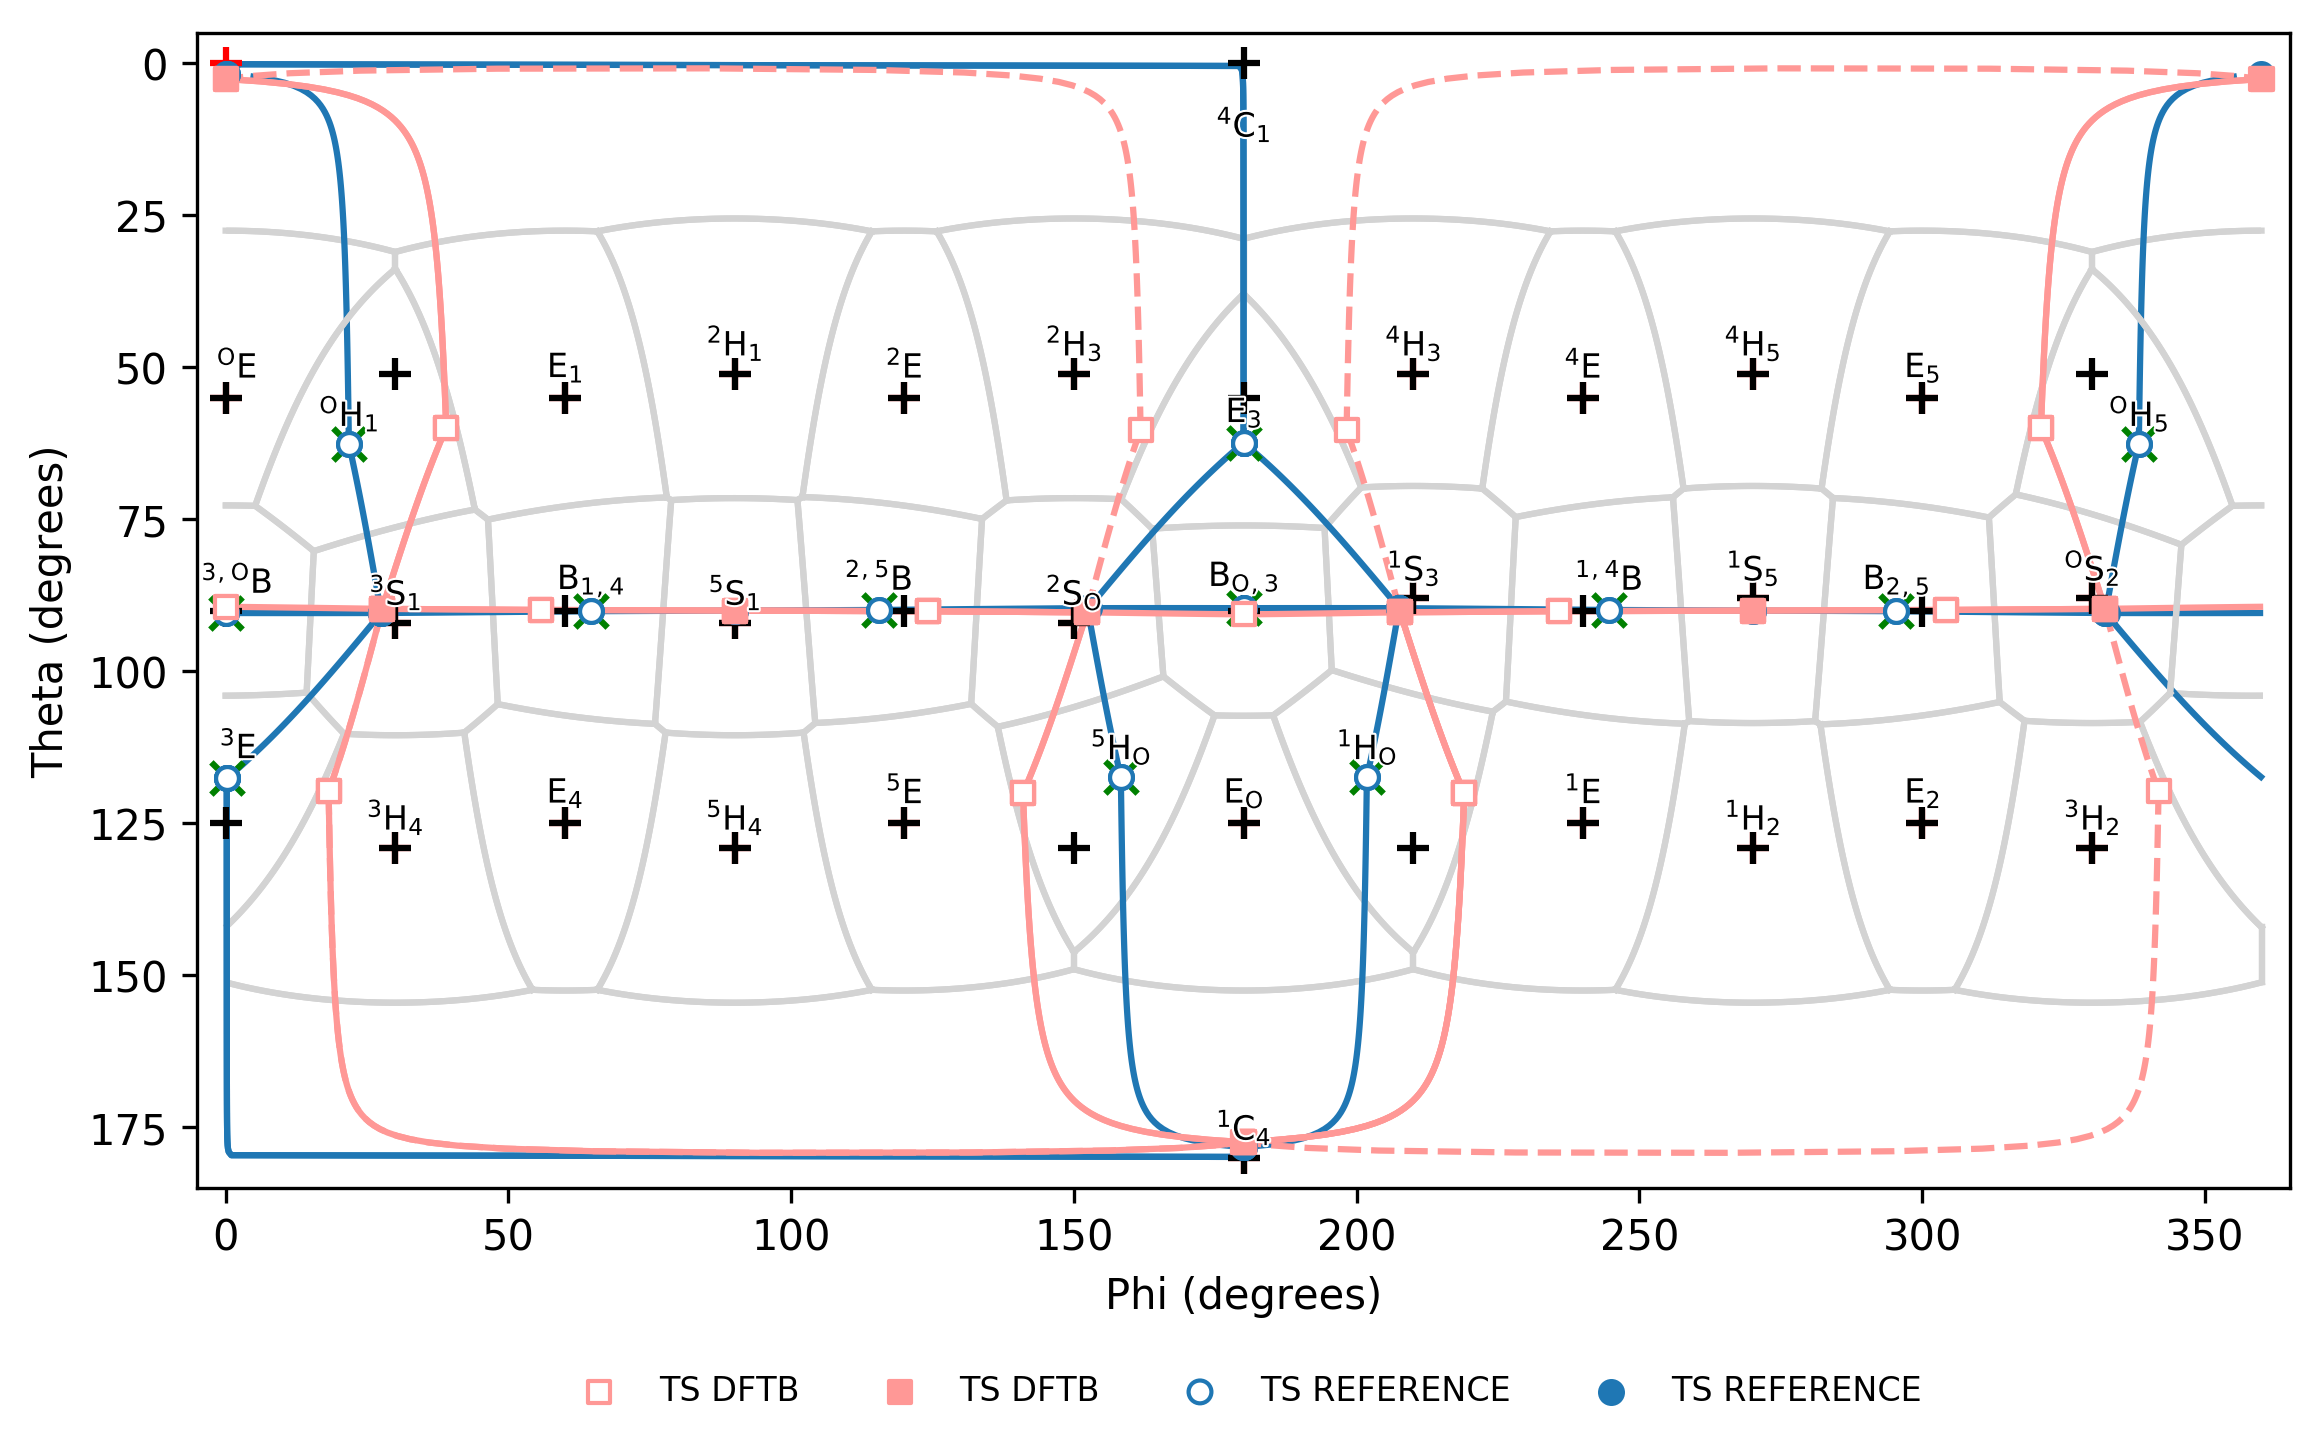 0
25
50
75
100
125
150
175
Theta (degrees)
⁴C₁
ᴼE
ᴼH₁
E₁
²H₁
²E
²H₃
E₃
⁴H₃
⁴E
⁴H₅
E₅
ᴼH₅
³,ᴼB
³S₁
B₁,₄
⁵S₁
²,⁵B
²Sₒ
Bₒ,₃
¹S₃
¹,⁴B
¹S₅
B₂,₅
ᴼS₂
³E
³H₄
E₄
⁵H₄
⁵E
⁵Hₒ
Eₒ
¹Hₒ
¹E
¹H₂
E₂
³H₂
¹C₄
0 50 100 150 200 250 300 350
Phi (degrees)
TS DFTB TS DFTB TS REFERENCE TS REFERENCE